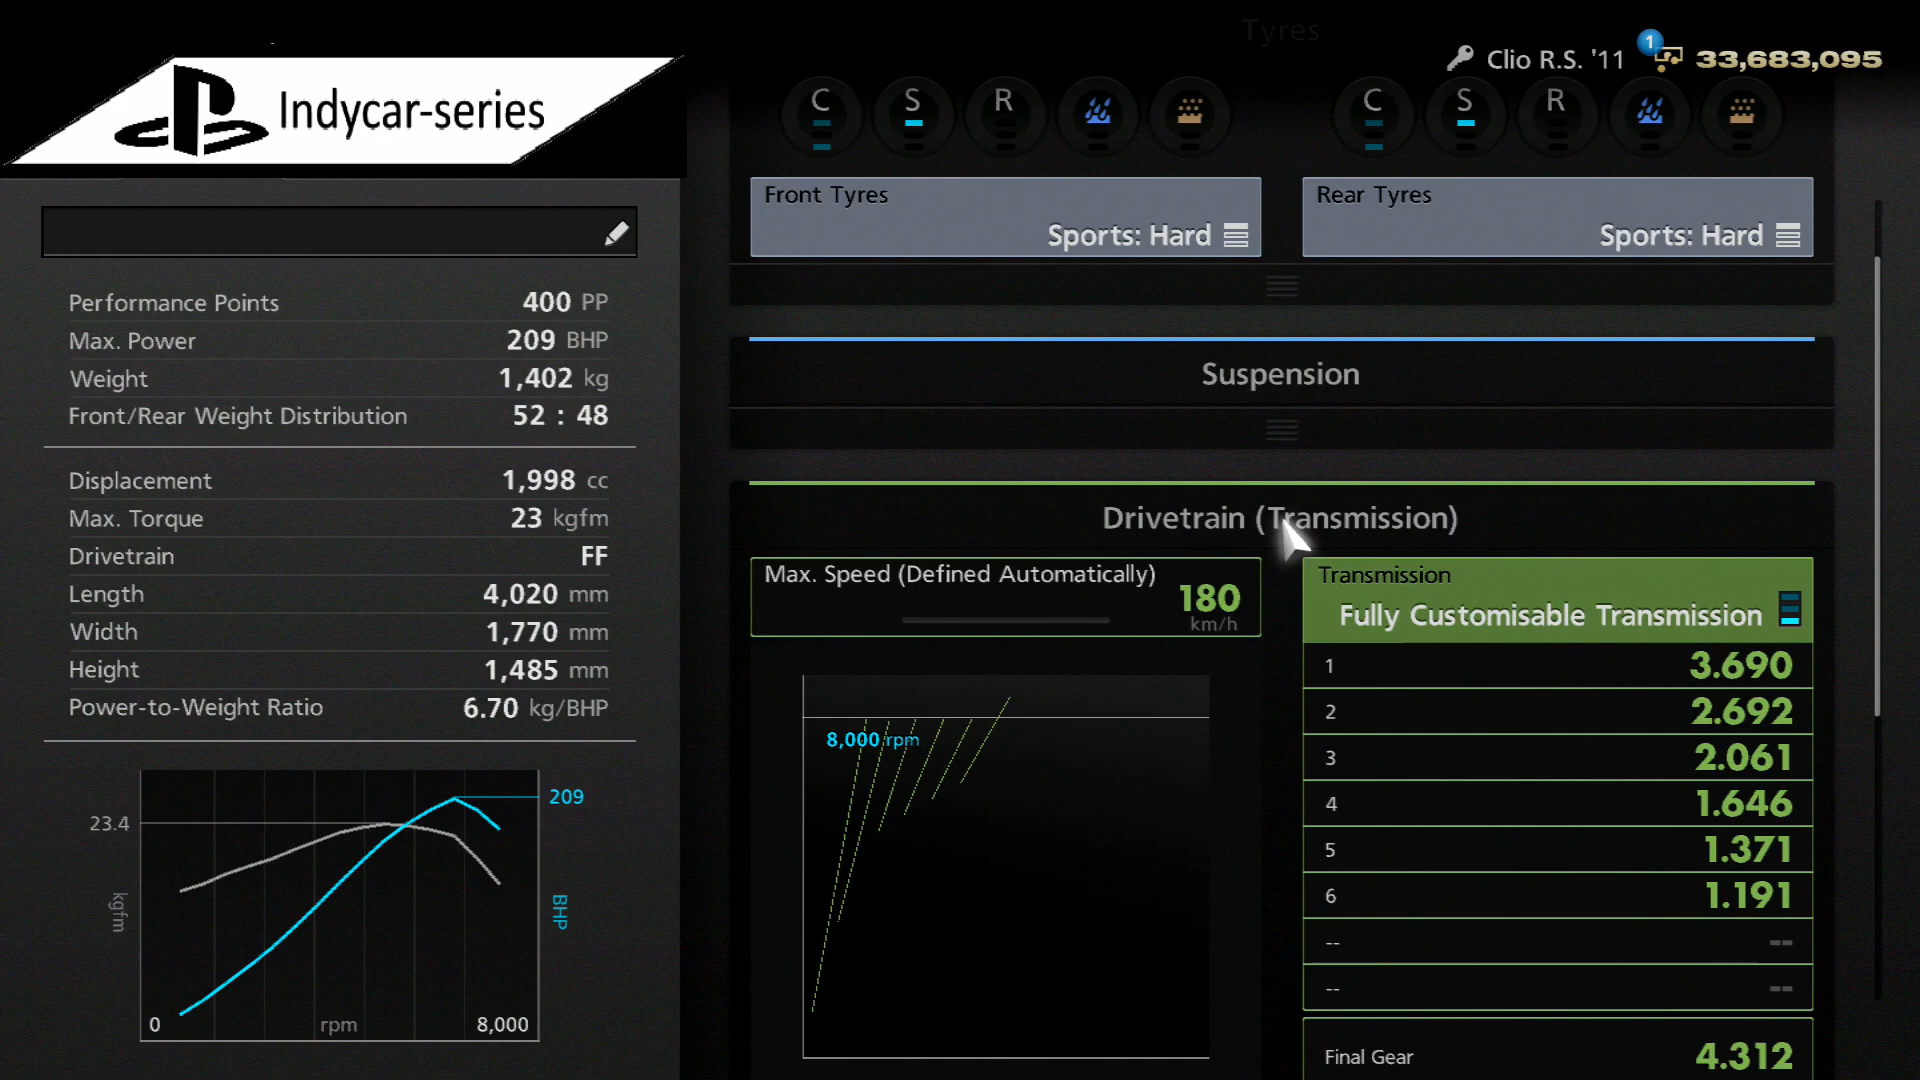 Tyres
Clio R.S. '11
1
33,683,095
Indycar-series
C S R
C S R
Front Tyres
Sports: Hard
Rear Tyres
Sports: Hard
Performance Points 400 PP
Max. Power 209 BHP
Weight 1,402 kg
Front/Rear Weight Distribution 52 : 48
Displacement 1,998 cc
Max. Torque 23 kgfm
Drivetrain FF
Length 4,020 mm
Width 1,770 mm
Height 1,485 mm
Power-to-Weight Ratio 6.70 kg/BHP
209
23.4
kgfm
BHP
0 rpm 8,000
Suspension
Drivetrain (Transmission)
Max. Speed (Defined Automatically)
180
km/h
8,000 rpm
Transmission
Fully Customisable Transmission
1 3.690
2 2.692
3 2.061
4 1.646
5 1.371
6 1.191
-- --
-- --
Final Gear 4.312